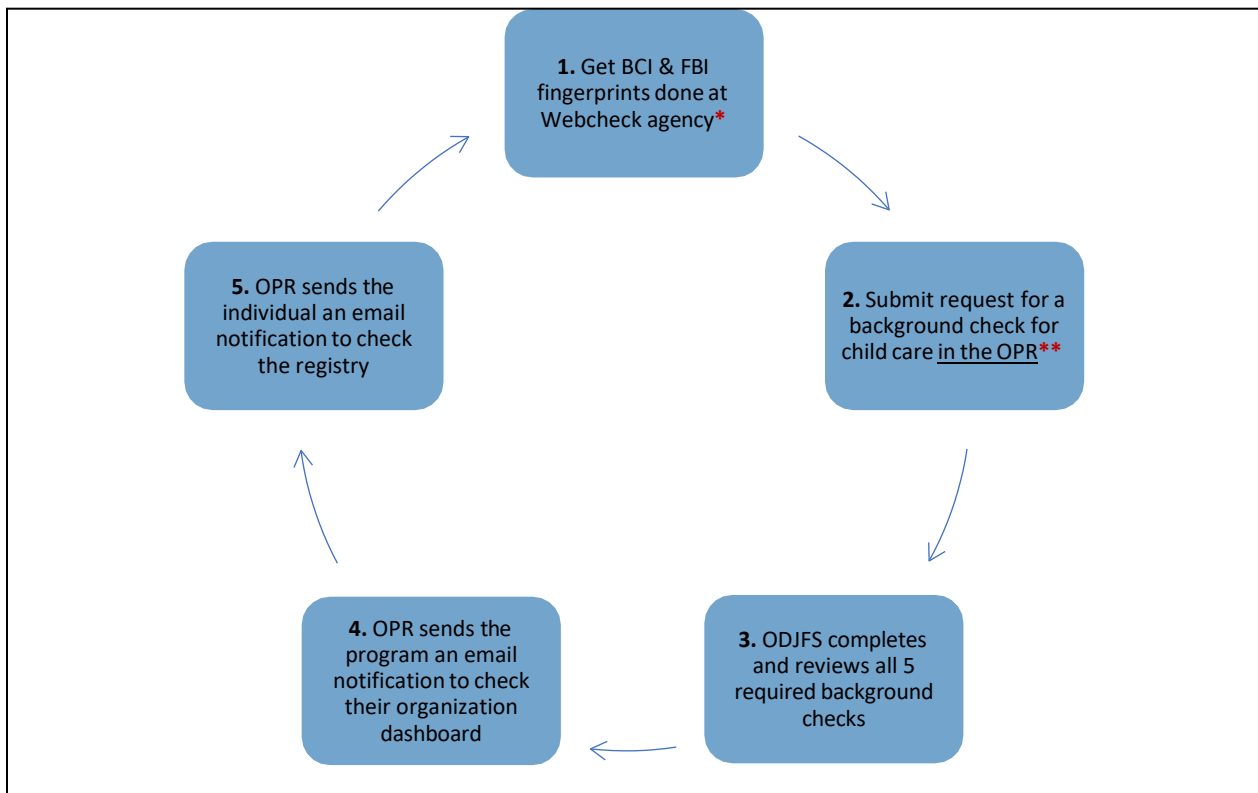 1. Get BCI & FBI
fingerprints done at
Webcheck agency*
2. Submit request for a
background check for
child care in the OPR**
3. ODJFS completes
and reviews all 5
required background
checks
4. OPR sends the
program an email
notification to check
their organization
dashboard
5. OPR sends the
individual an email
notification to check
the registry